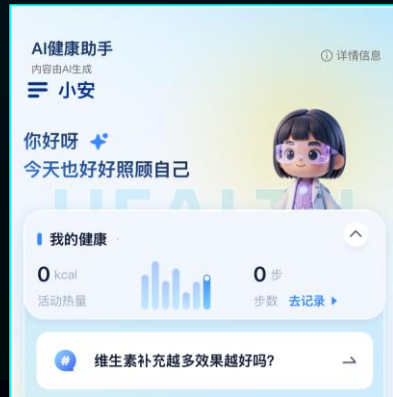 AI健康助手
内容由AI生成
详情信息
小安
你好呀
今天也好好照顾自己
HEALTH
我的健康
0 kcal
0 步
活动热量
步数 去记录
# 维生素补充越多效果越好吗?